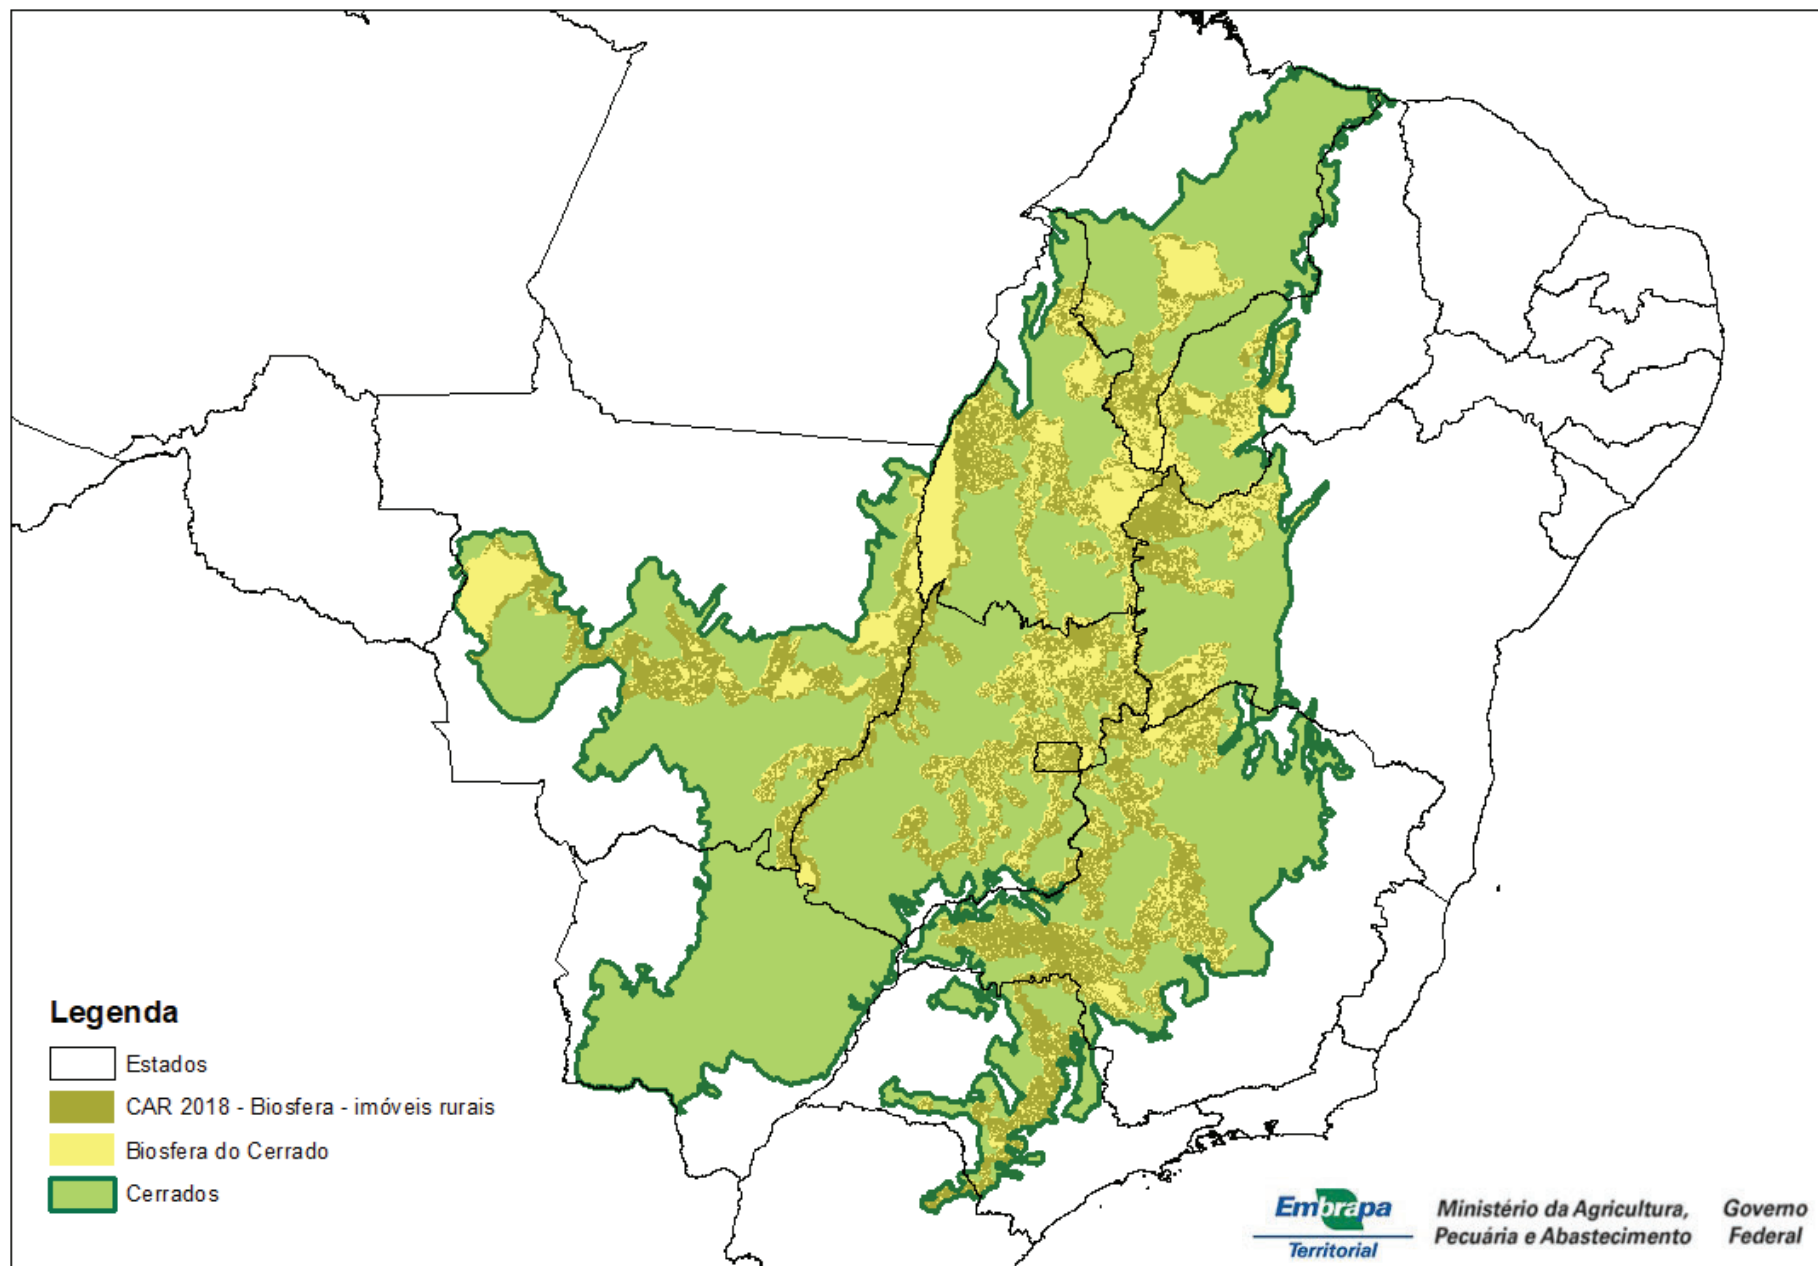 Legenda
Estados
CAR 2018 - Biosfera - imóveis rurais
Biosfera do Cerrado
Cerrados
Embrapa
Territorial
Ministério da Agricultura,
Pecuária e Abastecimento
Governo
Federal